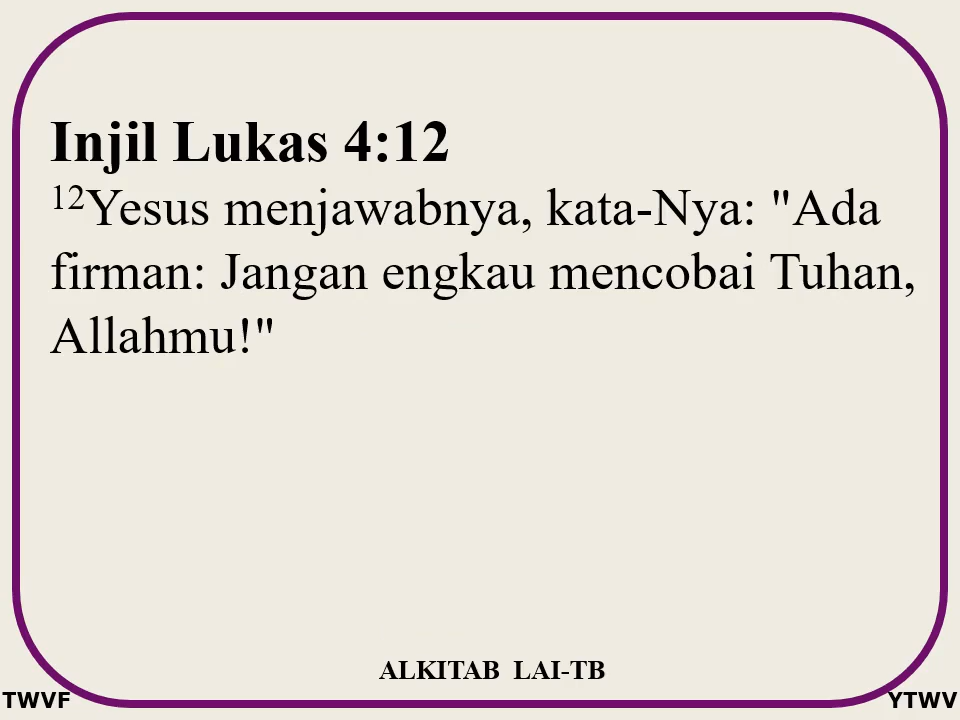 Injil Lukas 4:12
12Yesus menjawabnya, kata-Nya: "Ada
firman: Jangan engkau mencobai Tuhan,
Allahmu!"
ALKITAB LAI-TB
TWVF
YTWV